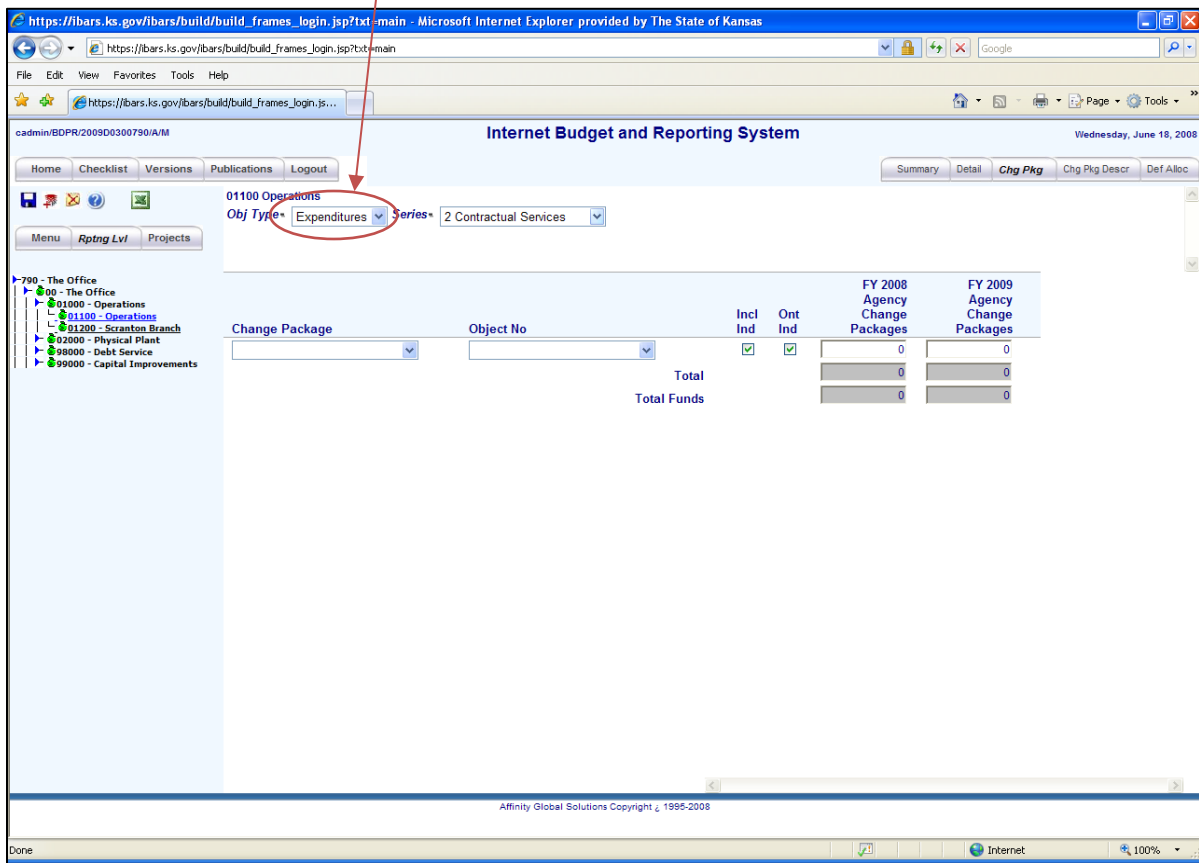 https://ibars.ks.gov/ibars/build/build_frames_login.jsp?txt=main - Microsoft Internet Explorer provided by The State of Kansas
https://ibars.ks.gov/ibars/build/build_frames_login.jsp?txt=main
Google
File Edit View Favorites Tools Help
https://ibars.ks.gov/ibars/build/build_frames_login.js...
Page Tools »
cadmin/BDPR/2009D0300790/A/M
Internet Budget and Reporting System
Wednesday, June 18, 2008
Home Checklist Versions Publications Logout
Summary Detail Chg Pkg Chg Pkg Descr Def Alloc
01100 Operations
Obj Type* Expenditures Series* 2 Contractual Services
Menu Rptng Lvl Projects
790 - The Office
00 - The Office
01000 - Operations
01100 - Operations
01200 - Scranton Branch
02000 - Physical Plant
98000 - Debt Service
99000 - Capital Improvements
FY 2008 FY 2009
Agency Agency
Incl Ont Change Change
Change Package Object No Ind Ind Packages Packages
0 0
Total 0 0
Total Funds 0 0
Affinity Global Solutions Copyright ¿ 1995-2008
Done Internet 100%